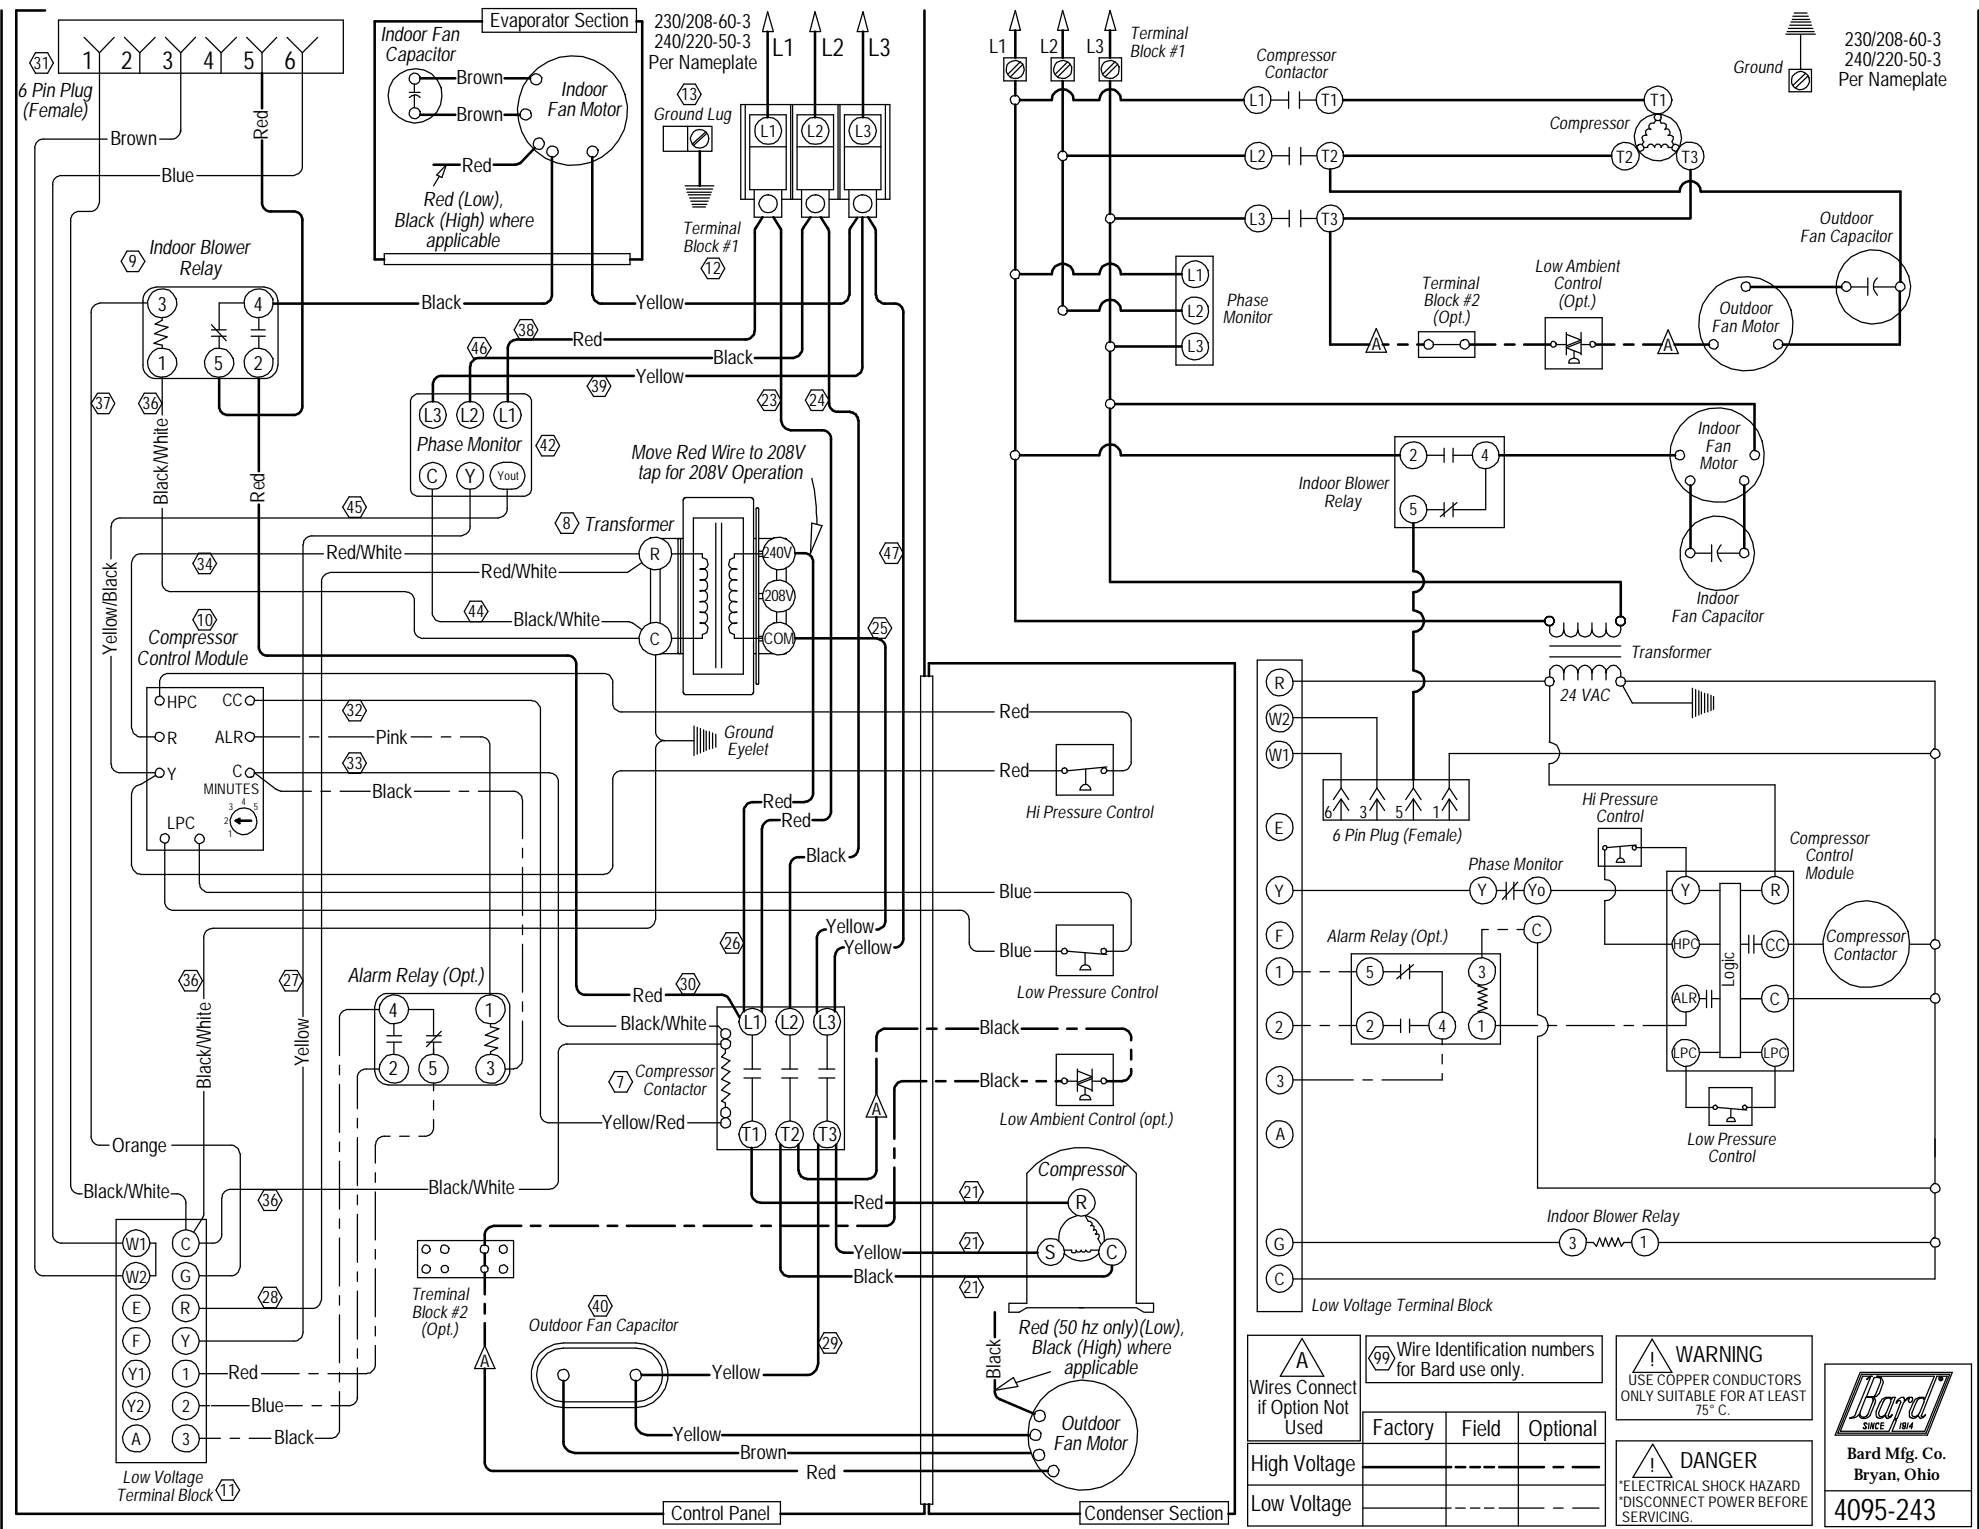 Evaporator Section
230/208-60-3
240/220-50-3
Per Nameplate
L1
L2
L3
1
2
3
4
5
6
31
6 Pin Plug
(Female)
Indoor Fan
Capacitor
Brown
Brown
Indoor
Fan Motor
Red
Red (Low),
Black (High) where
applicable
13
Ground Lug
L1
L2
L3
Terminal
Block #1
12
Red
Brown
Blue
9
Indoor Blower
Relay
3
4
1
5
2
Black
Yellow
38
Red
46
Black
Yellow
39
37
36
23
24
L3
L2
L1
Phase Monitor
42
C
Y
Yout
Black/White
Red
Move Red Wire to 208V
tap for 208V Operation
45
8
Transformer
R
C
240V
208V
COM
47
Red/White
34
Red/White
44
Black/White
25
Yellow/Black
10
Compressor
Control Module
HPC
CC
R
ALR
Y
C
MINUTES
1
2
3
4
5
LPC
32
Pink
33
Black
Ground
Eyelet
Red
Red
Hi Pressure Control
Red
Red
Black
Blue
Blue
Low Pressure Control
Yellow
Yellow
26
36
27
Alarm Relay (Opt.)
4
1
2
5
3
Black/White
Yellow
Red
30
Black/White
L1
L2
L3
7
Compressor
Contactor
Yellow/Red
T1
T2
T3
A
Black
Black
Low Ambient Control (opt.)
Orange
Black/White
36
Black/White
Compressor
R
S
C
Red
21
Yellow
21
Black
21
W1
C
W2
G
E
R
F
Y
Y1
1
Y2
2
A
3
28
Red
Blue
Black
Low Voltage
Terminal Block
11
Treminal
Block #2
(Opt.)
A
40
Outdoor Fan Capacitor
29
Yellow
Yellow
Brown
Red
Black
Red (50 hz only)(Low),
Black (High) where
applicable
Outdoor
Fan Motor
Control Panel
Condenser Section
L1
L2
L3
Terminal
Block #1
Ground
230/208-60-3
240/220-50-3
Per Nameplate
Compressor
Contactor
L1
T1
T1
Compressor
L2
T2
T2
T3
L3
T3
Outdoor
Fan Capacitor
L1
L2
L3
Phase
Monitor
Terminal
Block #2
(Opt.)
Low Ambient
Control
(Opt.)
A
A
Outdoor
Fan Motor
Indoor Blower
Relay
2
4
5
Indoor
Fan
Motor
Indoor
Fan Capacitor
Transformer
24 VAC
R
W2
W1
E
Y
F
1
2
3
A
G
C
6
3
5
1
6 Pin Plug (Female)
Phase Monitor
Y
Yo
Hi Pressure
Control
Compressor
Control
Module
Y
R
HPC
CC
Logic
ALR
C
LPC
LPC
Compressor
Contactor
Low Pressure
Control
Alarm Relay (Opt.)
C
5
3
2
4
1
Indoor Blower Relay
3
1
Low Voltage Terminal Block
A
Wires Connect
if Option Not
Used
99
Wire Identification numbers
for Bard use only.
Factory
Field
Optional
High Voltage
Low Voltage
! WARNING
USE COPPER CONDUCTORS
ONLY SUITABLE FOR AT LEAST
75° C.
! DANGER
*ELECTRICAL SHOCK HAZARD
*DISCONNECT POWER BEFORE
SERVICING.
Bard
SINCE 1914
Bard Mfg. Co.
Bryan, Ohio
4095-243